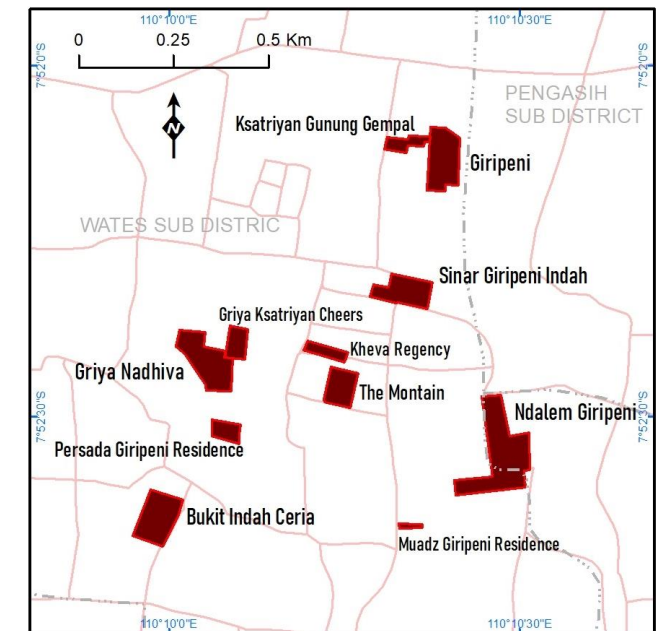 110°10'0"E
110°10'30"E
0
0.25
0.5 Km
7°52'0"S
7°52'0"S
N
PENGASIH
SUB DISTRICT
Ksatriyan Gunung Gempal
Giripeni
WATES SUB DISTRIC
Sinar Giripeni Indah
Griya Ksatriyan Cheers
Kheva Regency
Griya Nadhiva
The Montain
Ndalem Giripeni
7°52'30"S
7°52'30"S
Persada Giripeni Residence
Bukit Indah Ceria
Muadz Giripeni Residence
110°10'0"E
110°10'30"E